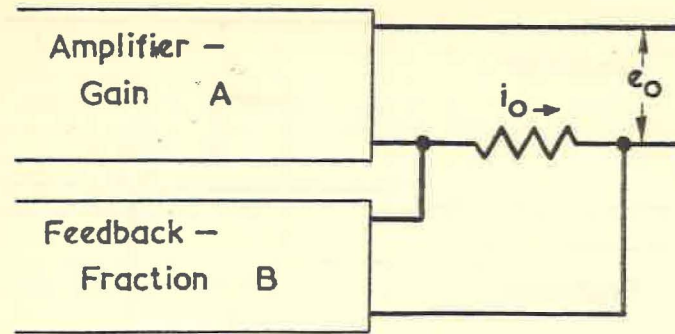 Amplifier –
Gain A
e₀
i₀ →
Feedback –
Fraction B